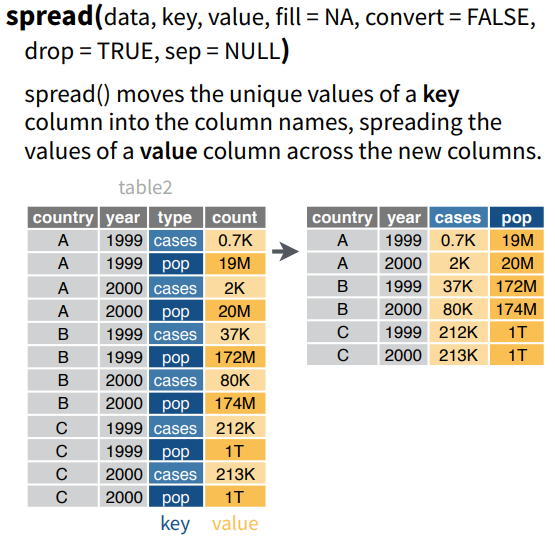 spread(data, key, value, fill = NA, convert = FALSE,
drop = TRUE, sep = NULL)
spread() moves the unique values of a key
column into the column names, spreading the
values of a value column across the new columns.
table2
country year type count
A 1999 cases 0.7K
A 1999 pop 19M
A 2000 cases 2K
A 2000 pop 20M
B 1999 cases 37K
B 1999 pop 172M
B 2000 cases 80K
B 2000 pop 174M
C 1999 cases 212K
C 1999 pop 1T
C 2000 cases 213K
C 2000 pop 1T
key value
country year cases pop
A 1999 0.7K 19M
A 2000 2K 20M
B 1999 37K 172M
B 2000 80K 174M
C 1999 212K 1T
C 2000 213K 1T